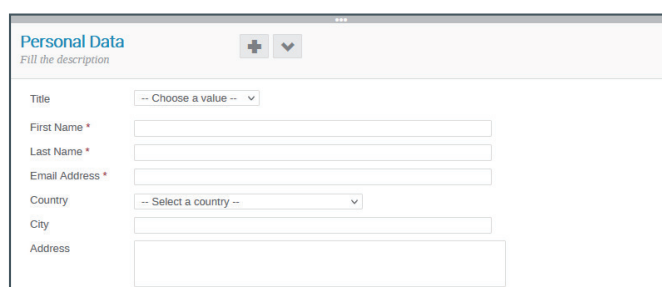 Personal Data
Fill the description
Title -- Choose a value --
First Name *
Last Name *
Email Address *
Country -- Select a country --
City
Address